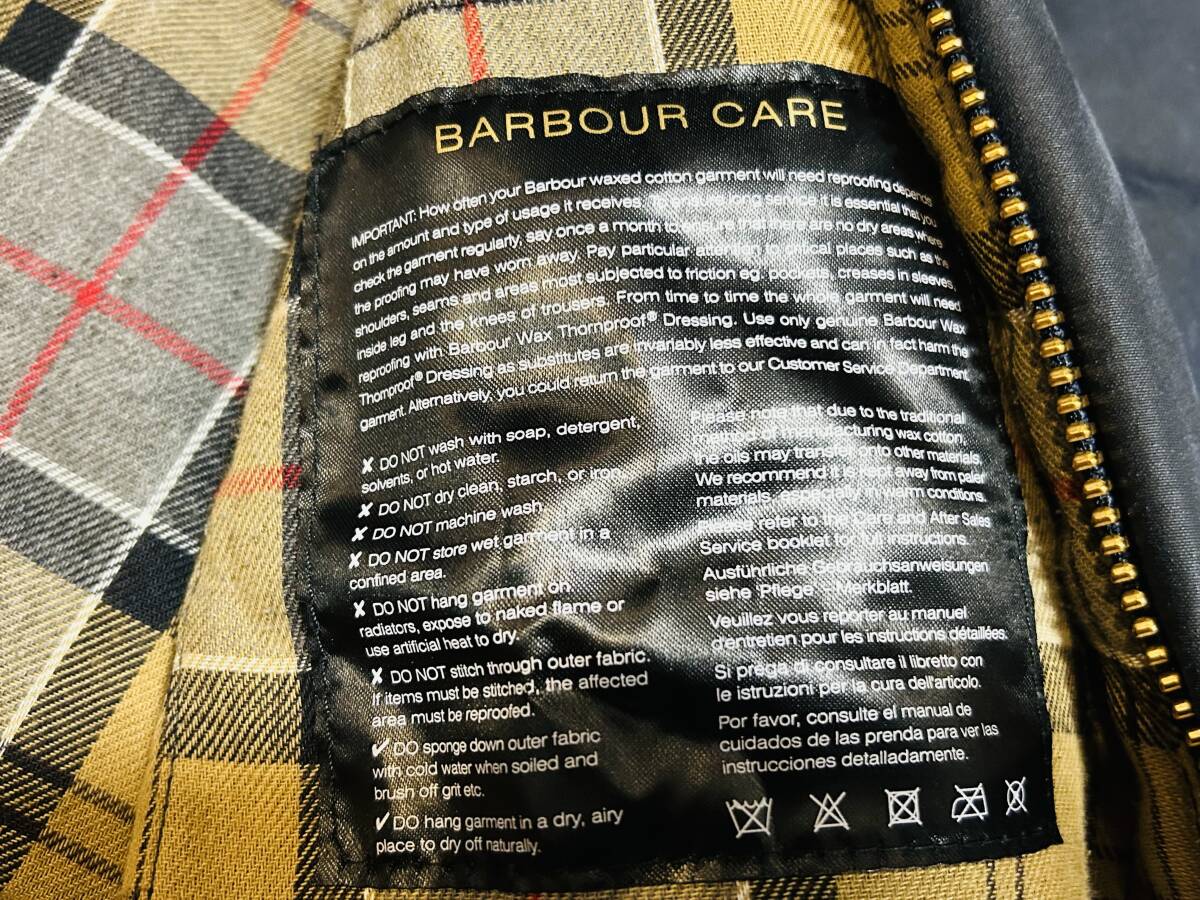 BARBOUR CARE
IMPORTANT: How often your Barbour waxed cotton garment will need reproofing depends
on the amount and type of usage it receives. To ensure long service it is essential that you
check the garment regularly, say once a month to ensure that there are no dry areas where
the proofing may have worn away. Pay particular attention to critical places such as the
shoulders, seams and areas most subjected to friction eg. pockets, creases in sleeves
inside leg and the knees of trousers. From time to time the whole garment will need
reproofing with Barbour Wax Thornproof® Dressing. Use only genuine Barbour Wax
Thornproof® Dressing as substitutes are invariably less effective and can in fact harm the
garment. Alternatively, you could return the garment to our Customer Service Department.
✘ DO NOT wash with soap, detergent,
solvents, or hot water.
✘ DO NOT dry clean, starch, or iron.
✘ DO NOT machine wash.
✘ DO NOT store wet garment in a
confined area.
✘ DO NOT hang garment on
radiators, expose to naked flame or
use artificial heat to dry.
✘ DO NOT stitch through outer fabric.
If items must be stitched, the affected
area must be reproofed.
✓ DO sponge down outer fabric
with cold water when soiled and
brush off grit etc.
✓ DO hang garment in a dry, airy
place to dry off naturally.
Please note that due to the traditional
method of manufacturing wax cotton,
the oils may transfer onto other materials.
We recommend it is kept away from paler
materials, especially in warm conditions.
Please refer to the Care and After Sales
Service booklet for full instructions.
Ausführliche Gebrauchsanweisungen
siehe 'Pflege' - Merkblatt.
Veuillez vous reporter au manuel
d'entretien pour les instructions détaillées.
Si prega di consultare il libretto con
le istruzioni per la cura dell'articolo.
Por favor, consulte el manual de
cuidados de las prenda para ver las
instrucciones detalladamente.